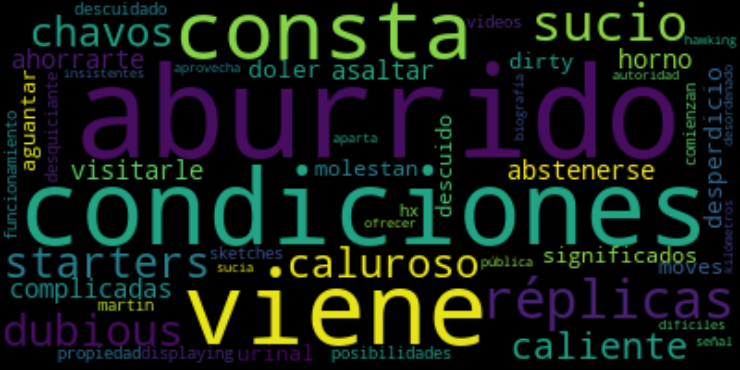 descuidado
chavos consta videos sucio hawking
ahorrarte insistentes aprovecha doler asaltar dirty horno autoridad
aguantar desquiciante aburrido biografía comienzan desperdicio desordenado
aparta
funcionamiento visitarle molestan descuido abstenerse
condiciones kilómetros
hx
ofrecer
starters sketches sucia caluroso pública significados moves
complicadas martin viene réplicas
dubious difíciles
propiedad displaying urinal posibilidades caliente señal